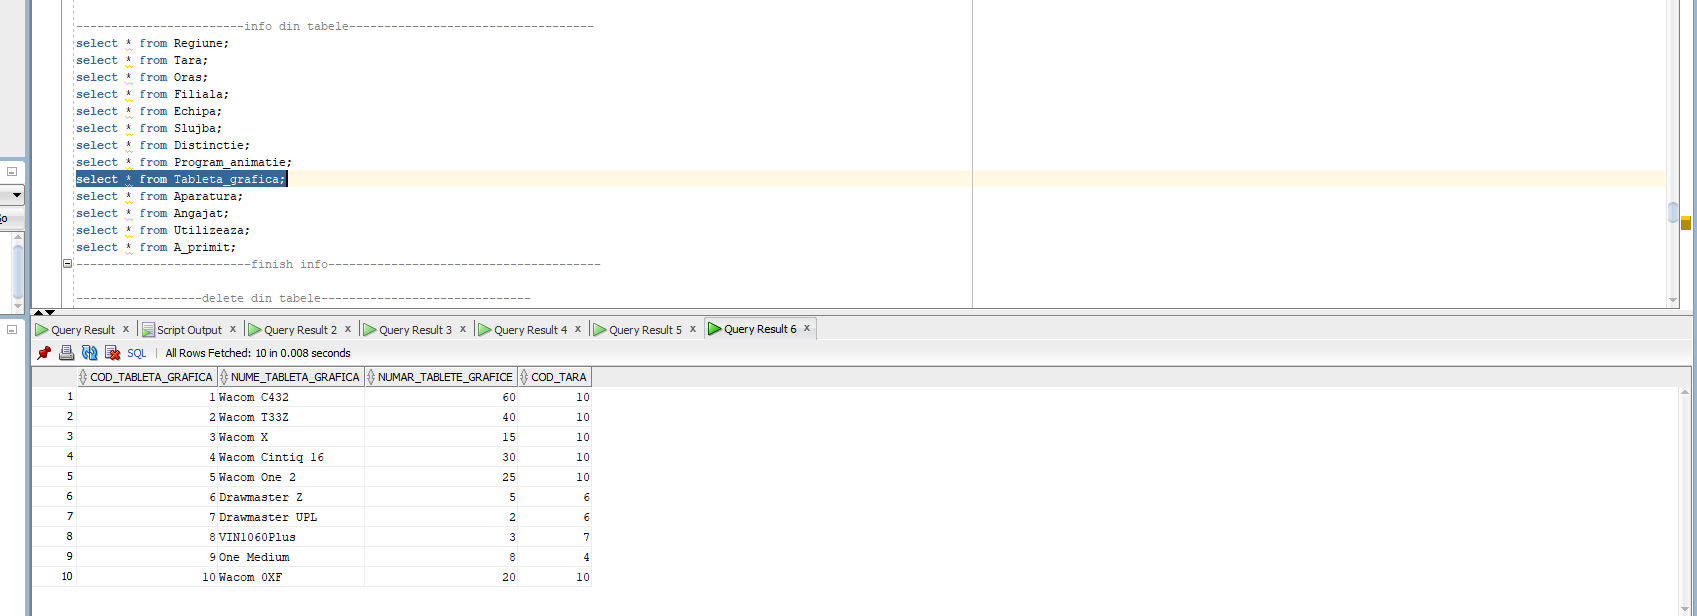 ------------------------info din tabele-----------------------------------
select * from Regiune;
select * from Tara;
select * from Oras;
select * from Filiala;
select * from Echipa;
select * from Slujba;
select * from Distinctie;
select * from Program_animatie;
select * from Tableta_grafica;
select * from Aparatura;
select * from Angajat;
select * from Utilizeaza;
select * from A_primit;
-------------------------finish info---------------------------------------
------------------delete din tabele------------------------------
Query Result x Script Output x Query Result 2 x Query Result 3 x Query Result 4 x Query Result 5 x Query Result 6 x
SQL | All Rows Fetched: 10 in 0.008 seconds
COD_TABLETA_GRAFICA NUME_TABLETA_GRAFICA NUMAR_TABLETE_GRAFICE COD_TARA
1 1 Wacom C432 60 10
2 2 Wacom T33Z 40 10
3 3 Wacom X 15 10
4 4 Wacom Cintiq 16 30 10
5 5 Wacom One 2 25 10
6 6 Drawmaster Z 5 6
7 7 Drawmaster UPL 2 6
8 8 VIN1060Plus 3 7
9 9 One Medium 8 4
10 10 Wacom 0XF 20 10